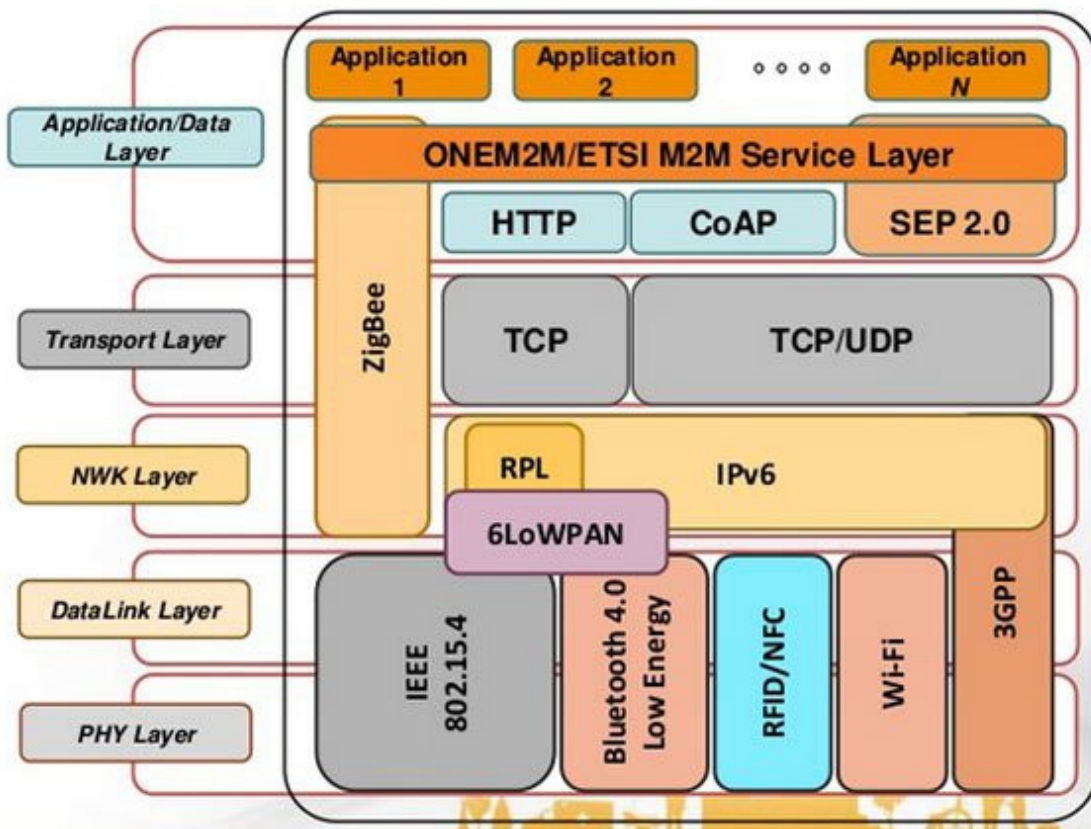 Application
1
Application
2
Application
N
Application/Data
Layer
ONEM2M/ETSI M2M Service Layer
HTTP
CoAP
SEP 2.0
ZigBee
Transport Layer
TCP
TCP/UDP
NWK Layer
RPL
IPv6
6LoWPAN
DataLink Layer
IEEE
802.15.4
Bluetooth 4.0
Low Energy
RFID/NFC
Wi-Fi
3GPP
PHY Layer